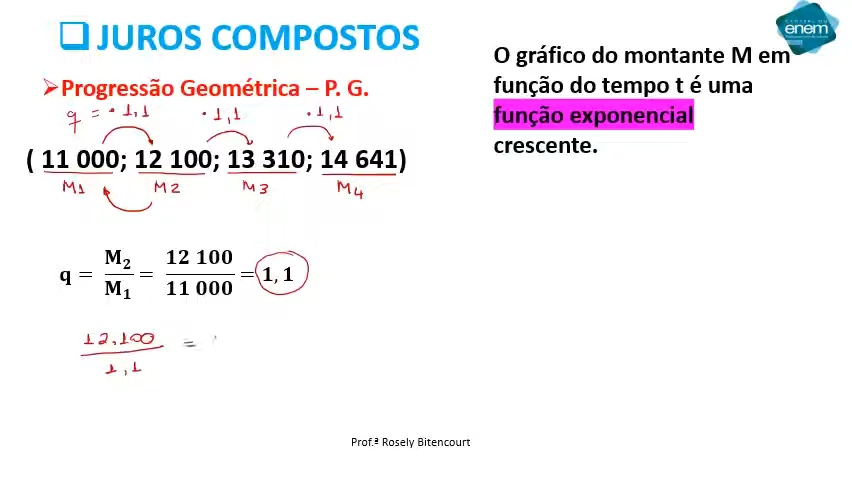 JUROS COMPOSTOS
Progressão Geométrica – P. G.
q = · 1,1 · 1,1 · 1,1
( 11 000; 12 100; 13 310; 14 641)
M1 M2 M3 M4
q = M2/M1 = 12 100/11 000 = 1,1
12,100
1,1
=
O gráfico do montante M em
função do tempo t é uma
função exponencial
crescente.
enem
Prof.ª Rosely Bitencourt